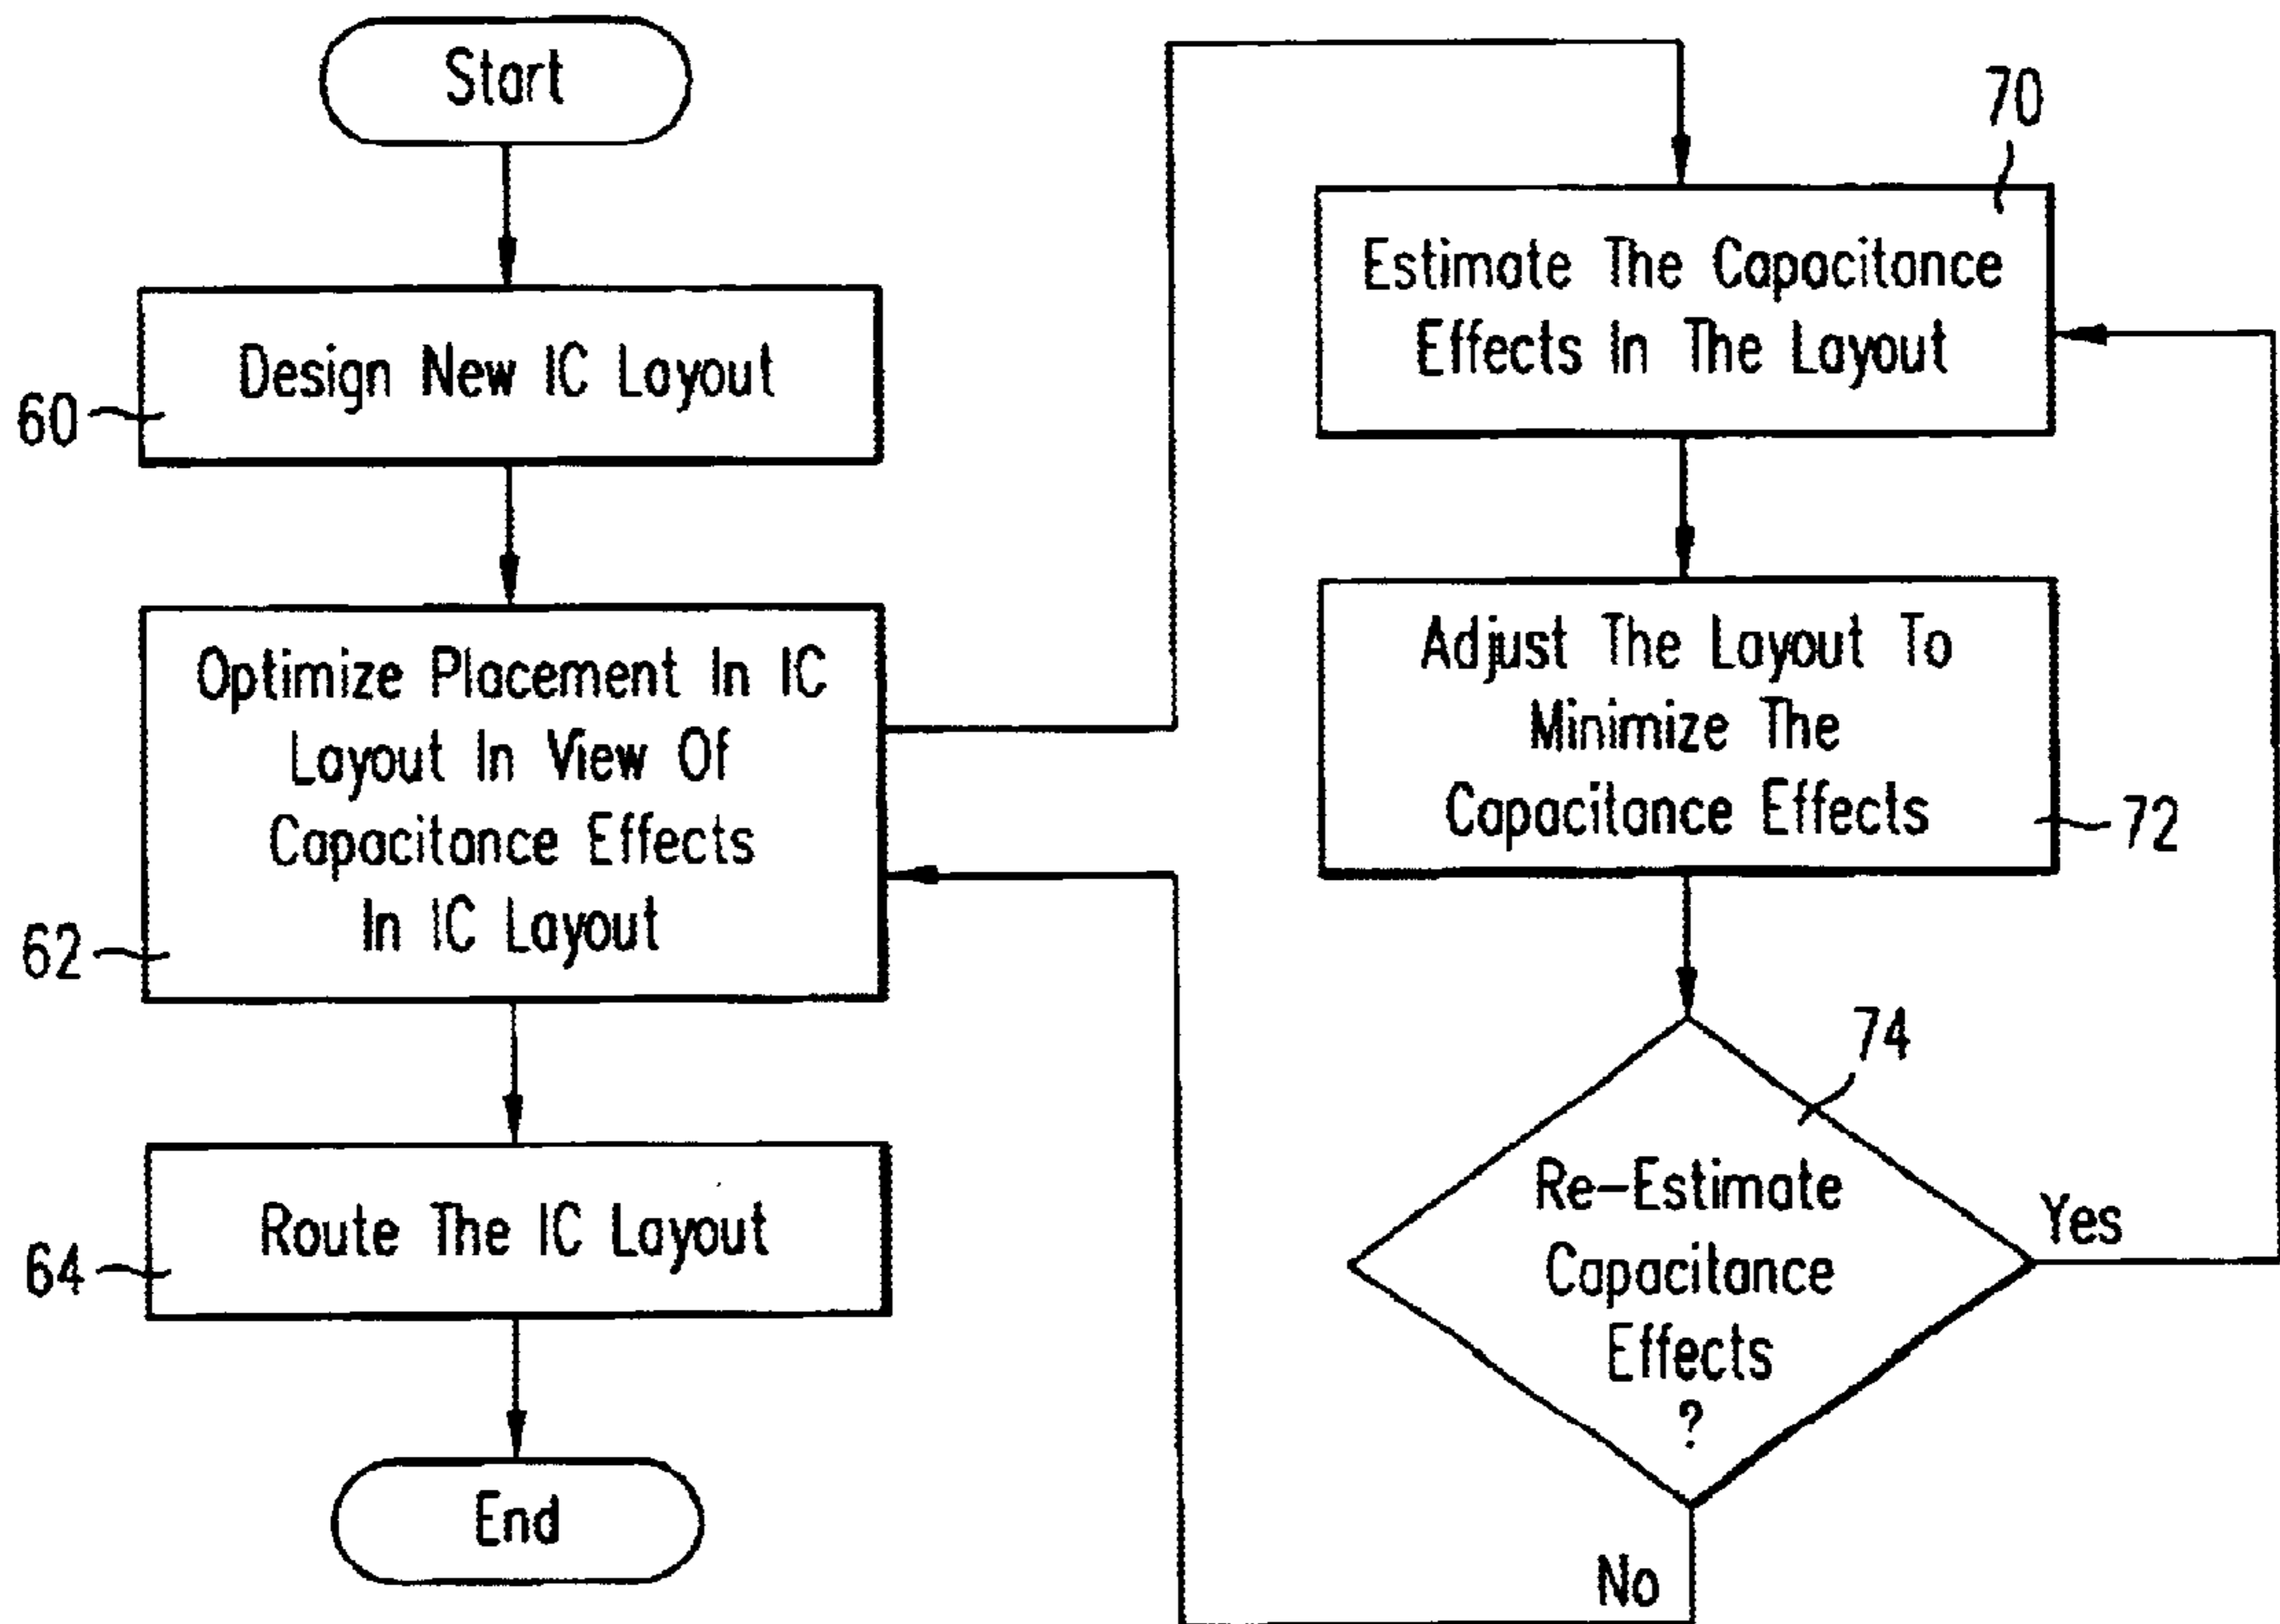 Start
60
Design New IC Layout
62
Optimize Placement In IC
Layout In View Of
Capacitance Effects
In IC Layout
64
Route The IC Layout
End
70
Estimate The Capacitance
Effects In The Layout
72
Adjust The Layout To
Minimize The
Capacitance Effects
74
Re-Estimate
Capacitance
Effects
?
Yes
No